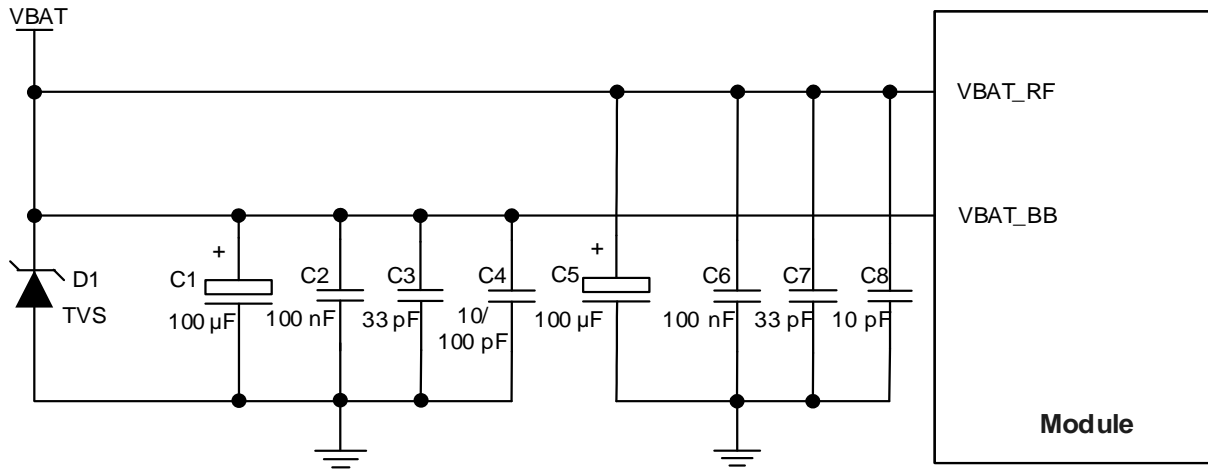 VBAT
VBAT_RF
VBAT_BB
+
+
D1
C1
C2
C3
C4
C5
C6
C7
C8
TVS
100 µF
100 nF
33 pF
10/
100 pF
100 µF
100 nF
33 pF
10 pF
Module